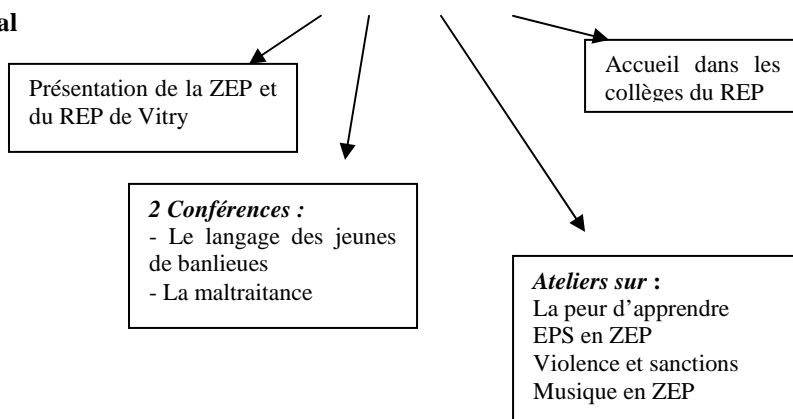 al
Présentation de la ZEP et
du REP de Vitry
Accueil dans les
collèges du REP
2 Conférences :
- Le langage des jeunes
de banlieues
- La maltraitance
Ateliers sur :
La peur d’apprendre
EPS en ZEP
Violence et sanctions
Musique en ZEP